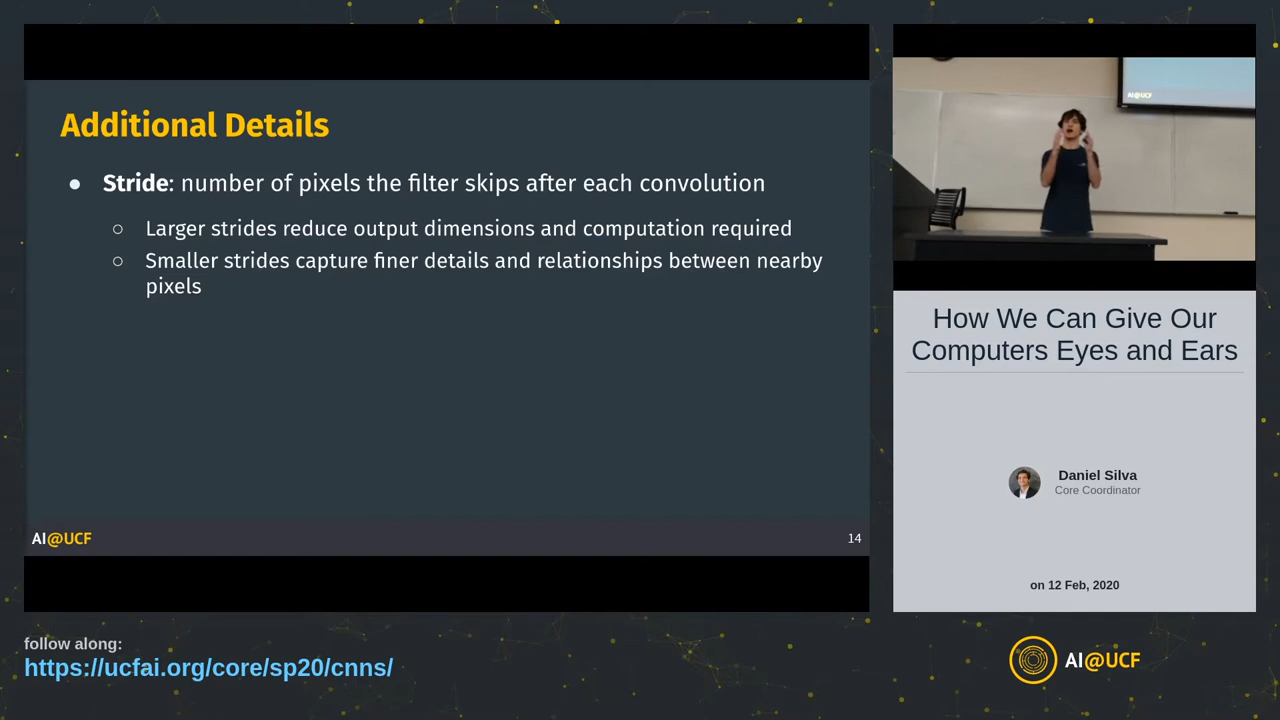 Additional Details
● Stride: number of pixels the filter skips after each convolution
○ Larger strides reduce output dimensions and computation required
○ Smaller strides capture finer details and relationships between nearby
pixels
AI@UCF
14
AI@UCF
How We Can Give Our
Computers Eyes and Ears
Daniel Silva
Core Coordinator
on 12 Feb, 2020
follow along:
https://ucfai.org/core/sp20/cnns/
AI@UCF